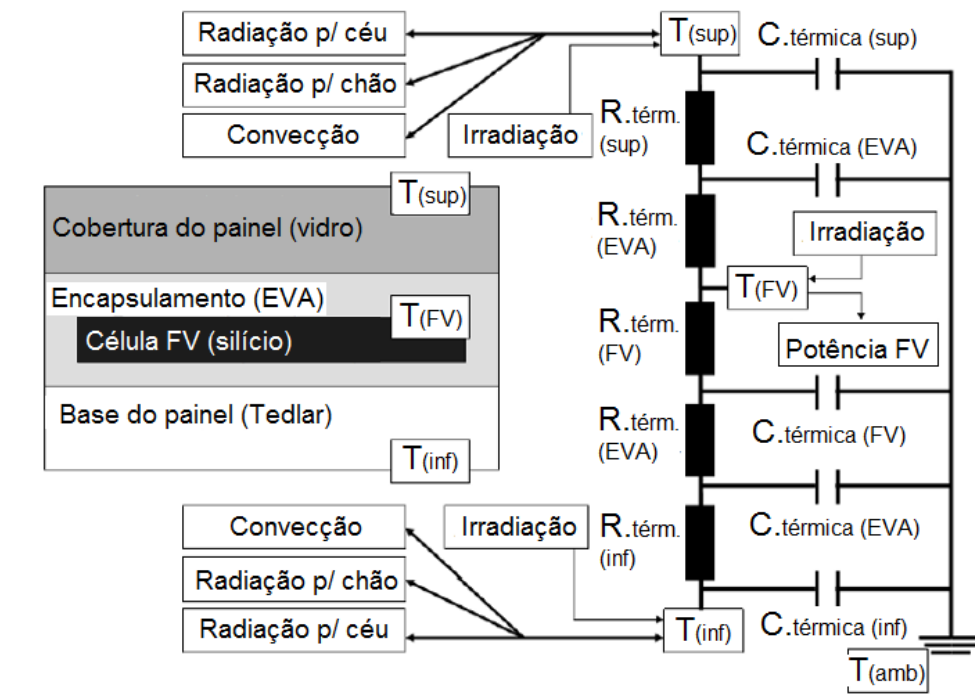 Radiação p/ céu
Radiação p/ chão
Convecção
Irradiação
T(sup)
C.térmica (sup)
R.térm.
(sup)
C.térmica (EVA)
R.térm.
(EVA)
Irradiação
T(FV)
Potência FV
R.térm.
(FV)
C.térmica (FV)
R.térm.
(EVA)
C.térmica (EVA)
R.térm.
(inf)
C.térmica (inf)
T(inf)
T(amb)
T(sup)
Cobertura do painel (vidro)
Encapsulamento (EVA)
T(FV)
Célula FV (silício)
Base do painel (Tedlar)
T(inf)
Convecção
Irradiação
Radiação p/ chão
Radiação p/ céu